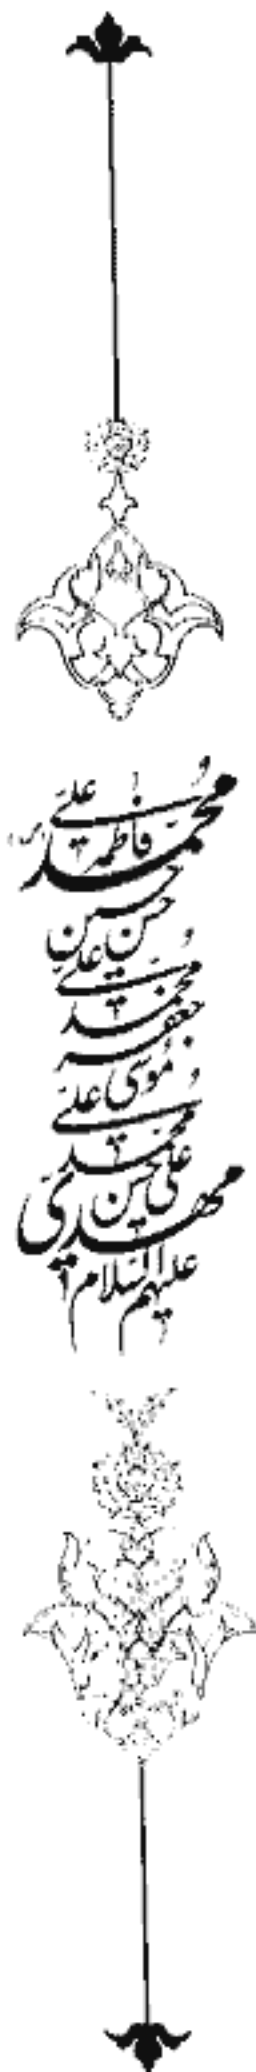 محمد (ص)
فاطمه علی
حسن حسین
علی
محمد
جعفر
موسی علی
محمد
علی حسن
مهدی
علیهم السلام